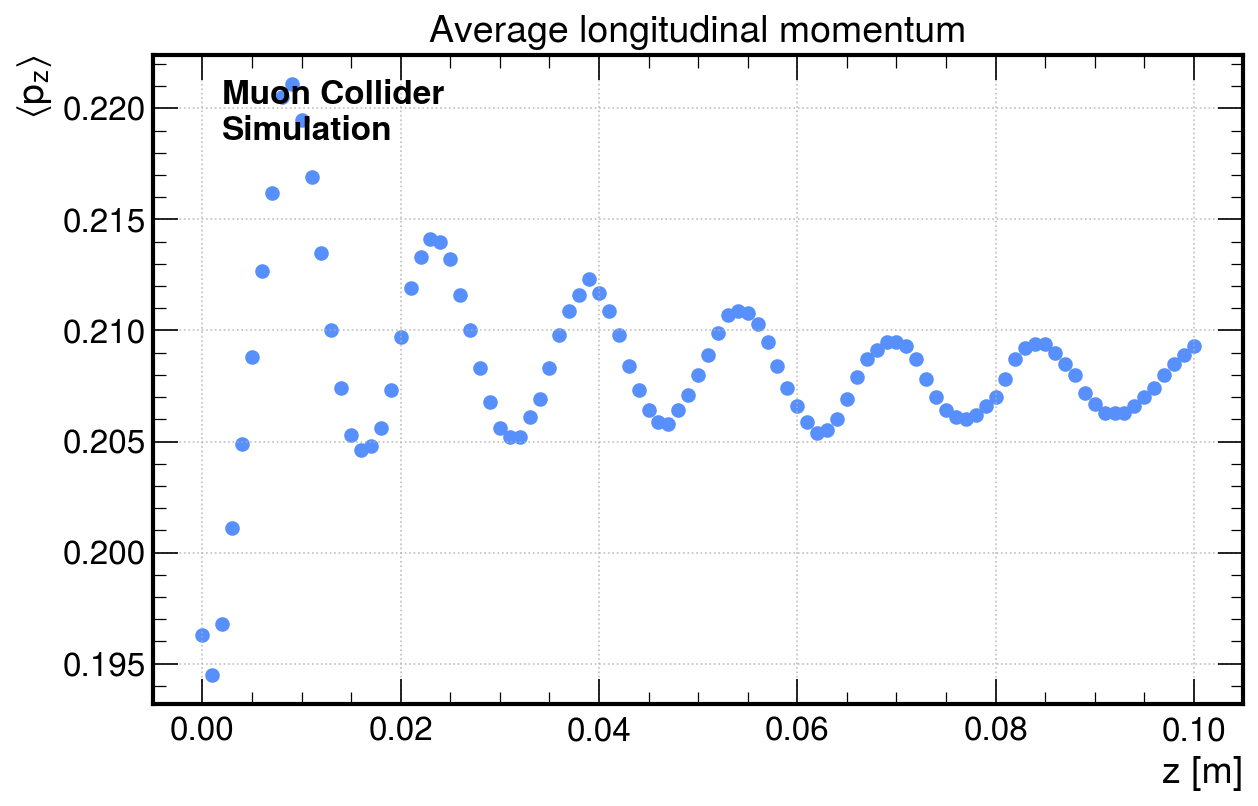 Average longitudinal momentum
⟨p_z⟩
Muon Collider
Simulation
0.220
0.215
0.210
0.205
0.200
0.195
0.00 0.02 0.04 0.06 0.08 0.10
z [m]